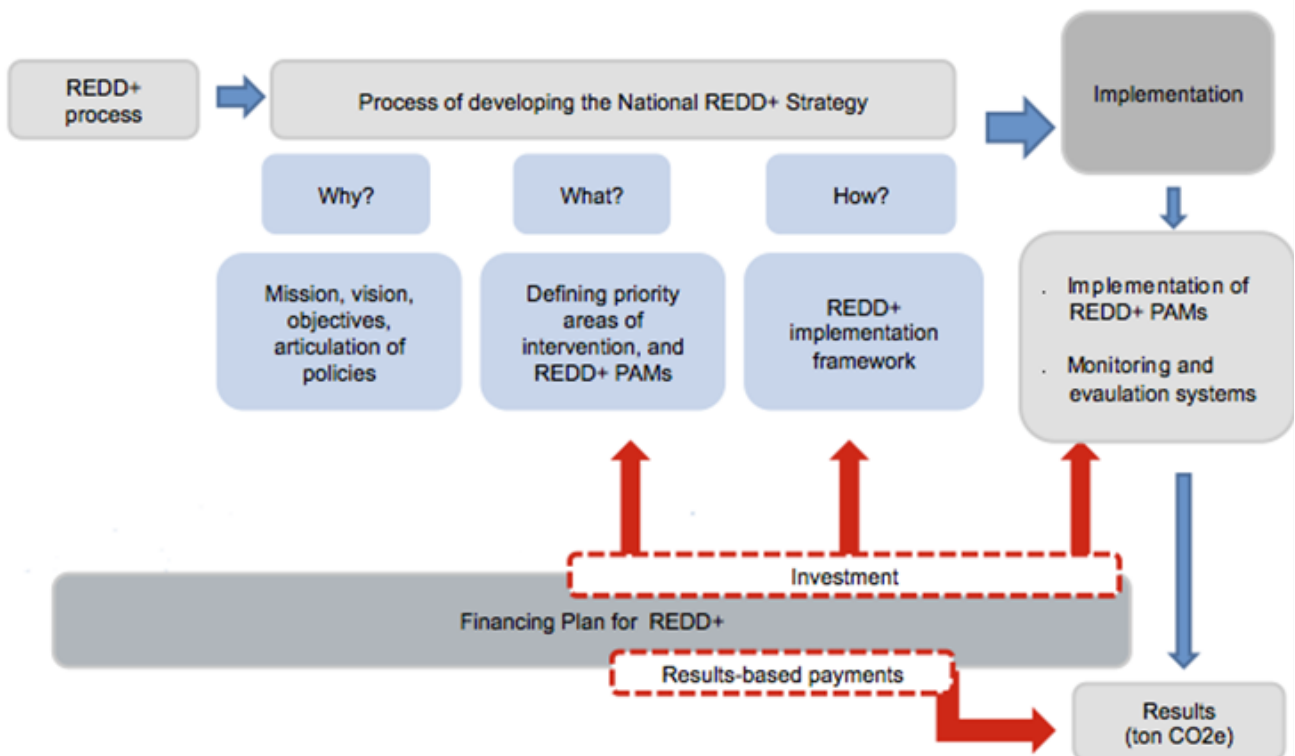 REDD+
process
Process of developing the National REDD+ Strategy
Implementation
Why?
What?
How?
Mission, vision,
objectives,
articulation of
policies
Defining priority
areas of
intervention, and
REDD+ PAMs
REDD+
implementation
framework
. Implementation of
REDD+ PAMs
. Monitoring and
evaulation systems
Investment
Financing Plan for REDD+
Results-based payments
Results
(ton CO2e)